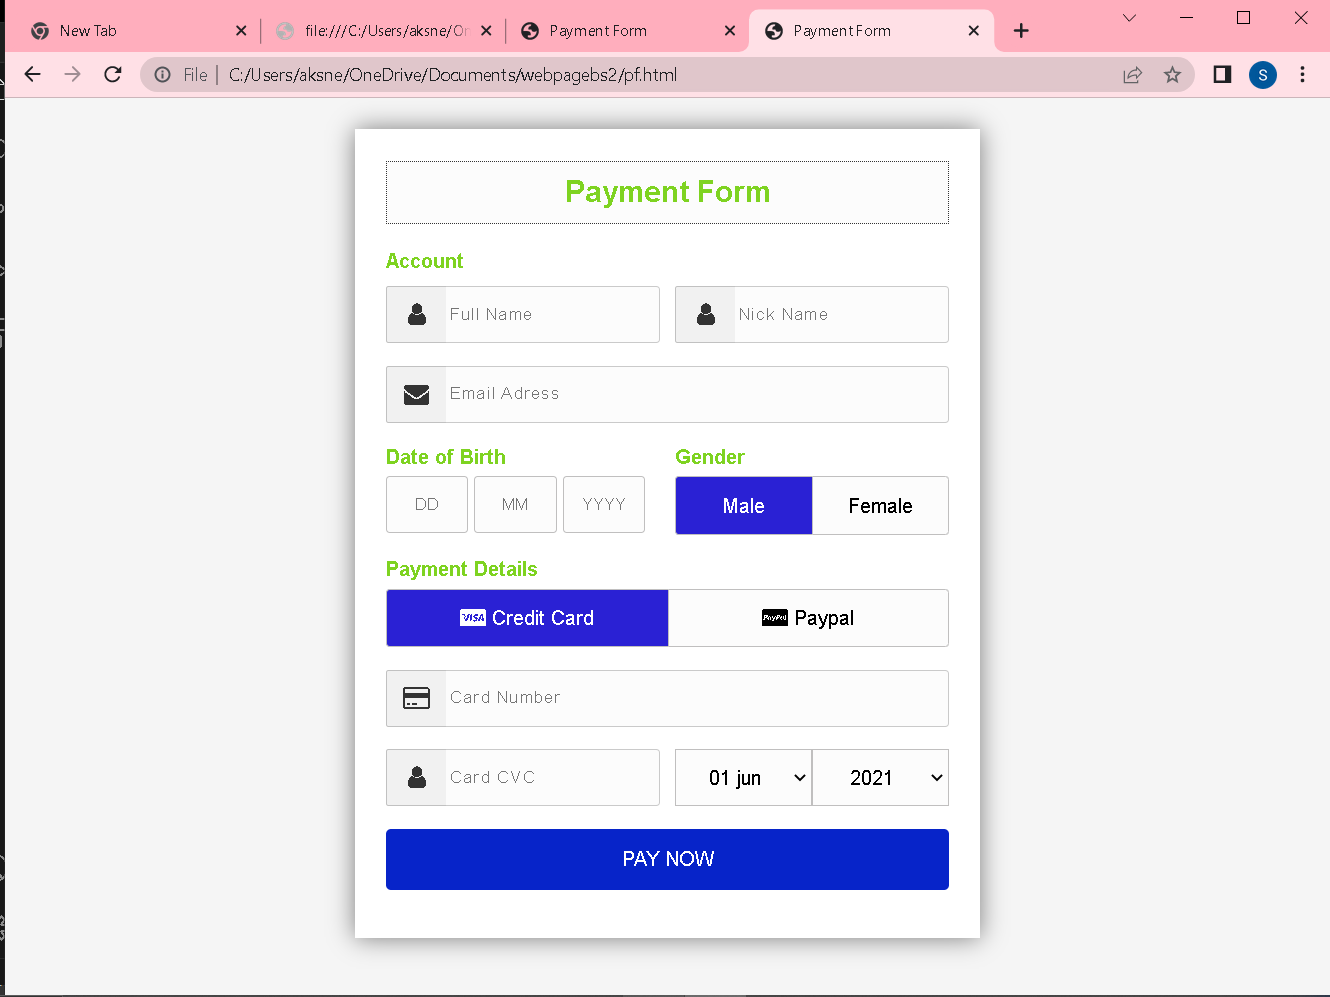 New Tab
file:///C:/Users/aksne/On
Payment Form
Payment Form
File | C:/Users/aksne/OneDrive/Documents/webpagebs2/pf.html
S
Payment Form
Account
Full Name
Nick Name
Email Adress
Date of Birth
Gender
DD
MM
YYYY
Male
Female
Payment Details
VISA Credit Card
PayPal Paypal
Card Number
Card CVC
01 jun
2021
PAY NOW